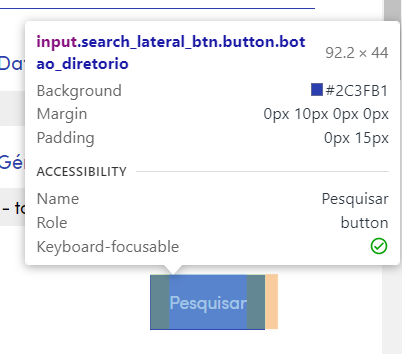 input.search_lateral_btn.button.bot
ao_diretorio 92.2 × 44
Background #2C3FB1
Margin 0px 10px 0px 0px
Padding 0px 15px
ACCESSIBILITY
Name Pesquisar
Role button
Keyboard-focusable
Pesquisar